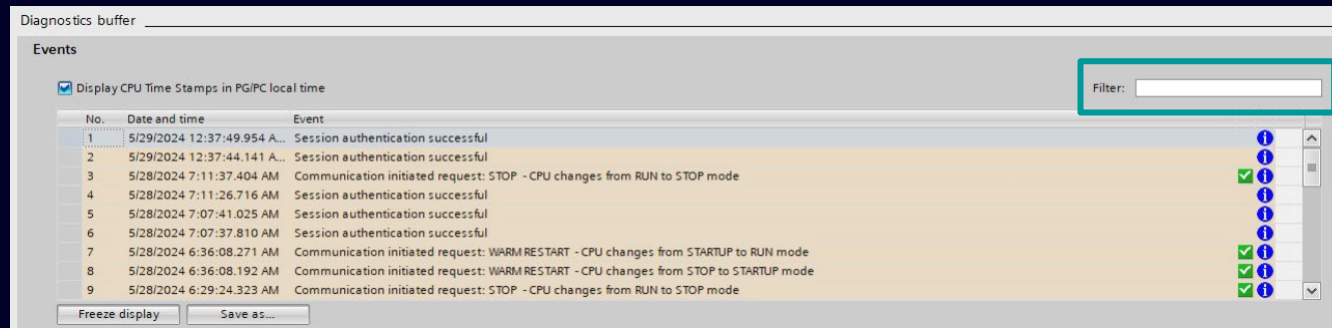 Diagnostics buffer
Events
Display CPU Time Stamps in PG/PC local time
Filter:
No. Date and time Event
1 5/29/2024 12:37:49.954 A... Session authentication successful
2 5/29/2024 12:37:44.141 A... Session authentication successful
3 5/28/2024 7:11:37.404 AM Communication initiated request: STOP - CPU changes from RUN to STOP mode
4 5/28/2024 7:11:26.716 AM Session authentication successful
5 5/28/2024 7:07:41.025 AM Session authentication successful
6 5/28/2024 7:07:37.810 AM Session authentication successful
7 5/28/2024 6:36:08.271 AM Communication initiated request: WARM RESTART - CPU changes from STARTUP to RUN mode
8 5/28/2024 6:36:08.192 AM Communication initiated request: WARM RESTART - CPU changes from STOP to STARTUP mode
9 5/28/2024 6:29:24.323 AM Communication initiated request: STOP - CPU changes from RUN to STOP mode
Freeze display Save as...